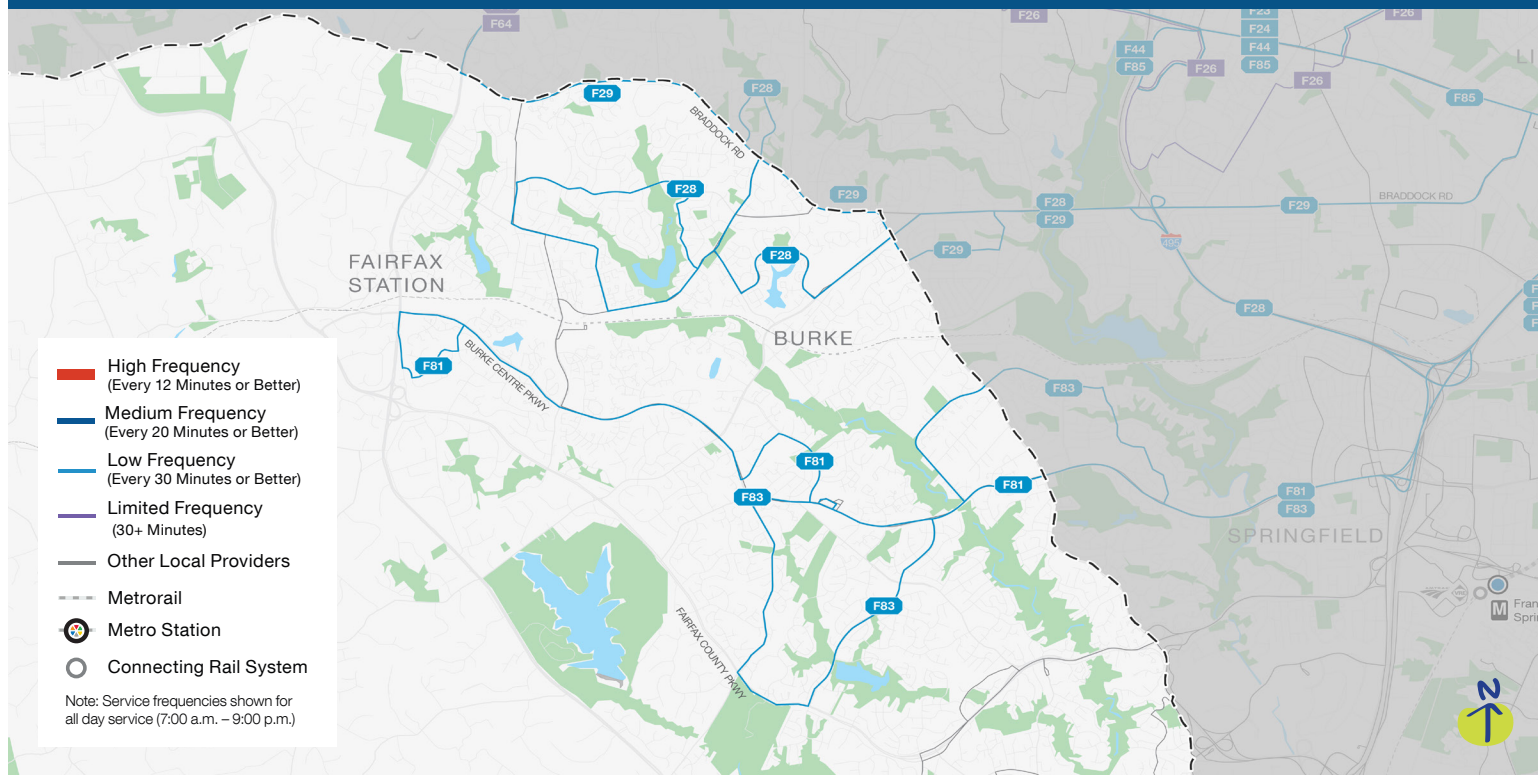 F64
F26
F23
F24
F44
F85
F26
F44
F85
F26
F26
F28
F29
F85
BRADDOCK RD
F28
F29
F28
F29
F29
BRADDOCK RD
495
F29
F28
FAIRFAX
STATION
F28
BURKE
F81
BURKE CENTRE PKWY
F83
F81
F83
F81
F81
F83
SPRINGFIELD
F83
FAIRFAX COUNTY PKWY
M
High Frequency
(Every 12 Minutes or Better)
Medium Frequency
(Every 20 Minutes or Better)
Low Frequency
(Every 30 Minutes or Better)
Limited Frequency
(30+ Minutes)
Other Local Providers
Metrorail
Metro Station
Connecting Rail System
Note: Service frequencies shown for
all day service (7:00 a.m. – 9:00 p.m.)
N